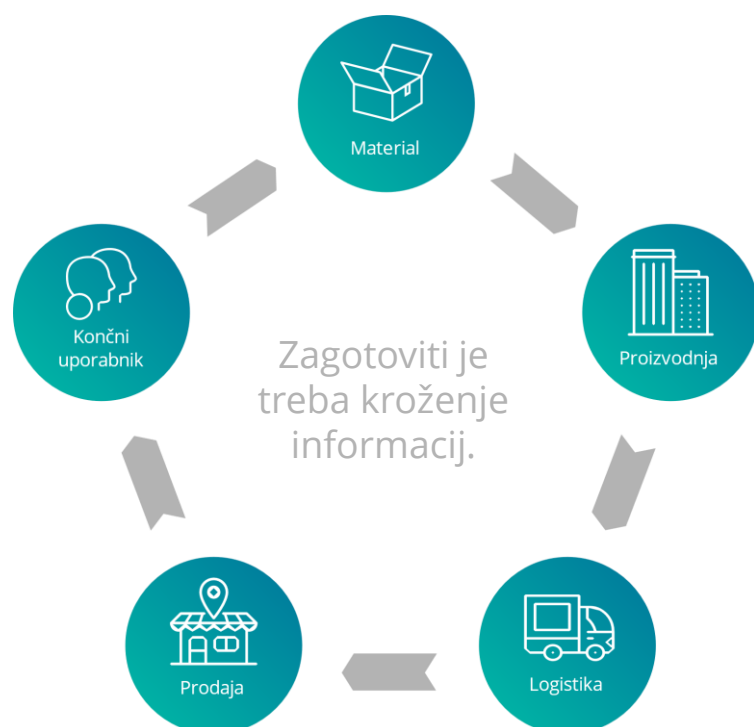 Material
Proizvodnja
Logistika
Prodaja
Končni
uporabnik
Zagotoviti je
treba kroženje
informacij.